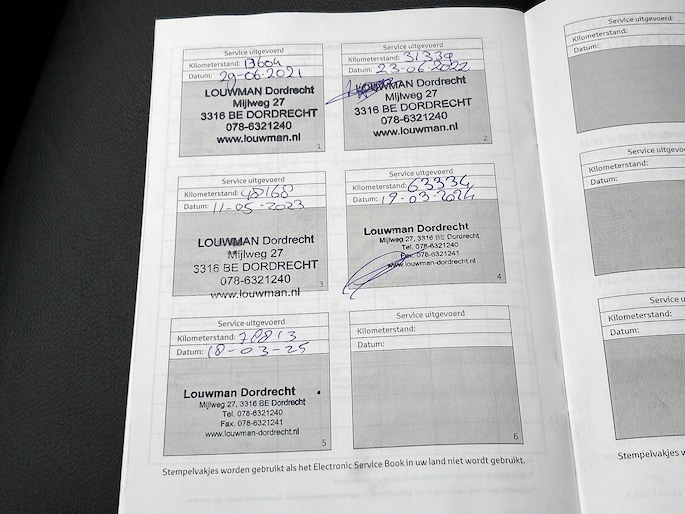 Service uitgevoerd
Kilometerstand: 13604
Datum: 29-06-2021
LOUWMAN Dordrecht
Mijlweg 27
3316 BE DORDRECHT
078-6321240
www.louwman.nl
1
Service uitgevoerd
Kilometerstand: 31339
Datum: 23-06-2022
LOUWMAN Dordrecht
Mijlweg 27
3316 BE DORDRECHT
078-6321240
www.louwman.nl
2
Service uitgevoerd
Kilometerstand: 48168
Datum: 11-05-2023
LOUWMAN Dordrecht
Mijlweg 27
3316 BE DORDRECHT
078-6321240
www.louwman.nl
3
Service uitgevoerd
Kilometerstand: 63334
Datum: 19-03-2024
Louwman Dordrecht
Mijlweg 27, 3316 BE Dordrecht
Tel. 078-6321240
Fax. 078-6321241
www.louwman-dordrecht.nl
4
Service uitgevoerd
Kilometerstand: 78813
Datum: 18-03-25
Louwman Dordrecht
Mijlweg 27, 3316 BE Dordrecht
Tel. 078-6321240
Fax. 078-6321241
www.louwman-dordrecht.nl
5
Service uitgevoerd
Kilometerstand:
Datum:
6
Stempelvakjes worden gebruikt als het Electronic Service Book in uw land niet wordt gebruikt.
Service uitgevoerd
Kilometerstand:
Datum:
Service uitgevoer
Kilometerstand:
Datum:
Service u
Kilometerstand:
Datum:
Stempelvakjes w